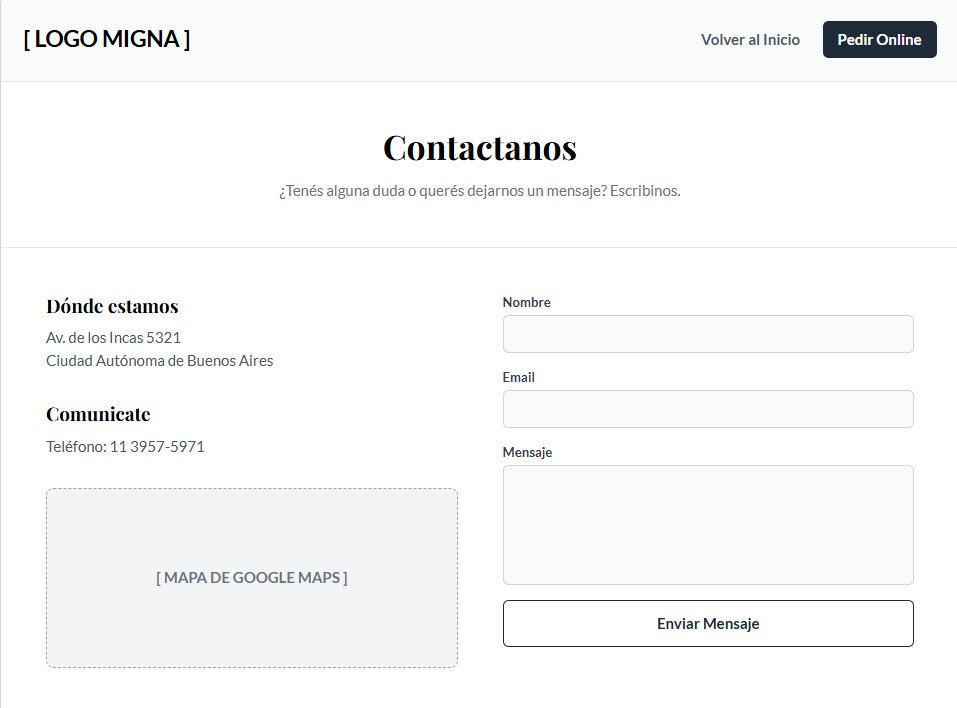 [ LOGO MIGNA ]
Volver al Inicio
Pedir Online
Contactanos
¿Tenés alguna duda o querés dejarnos un mensaje? Escribinos.
Dónde estamos
Av. de los Incas 5321
Ciudad Autónoma de Buenos Aires
Comunicate
Teléfono: 11 3957-5971
[ MAPA DE GOOGLE MAPS ]
Nombre
Email
Mensaje
Enviar Mensaje